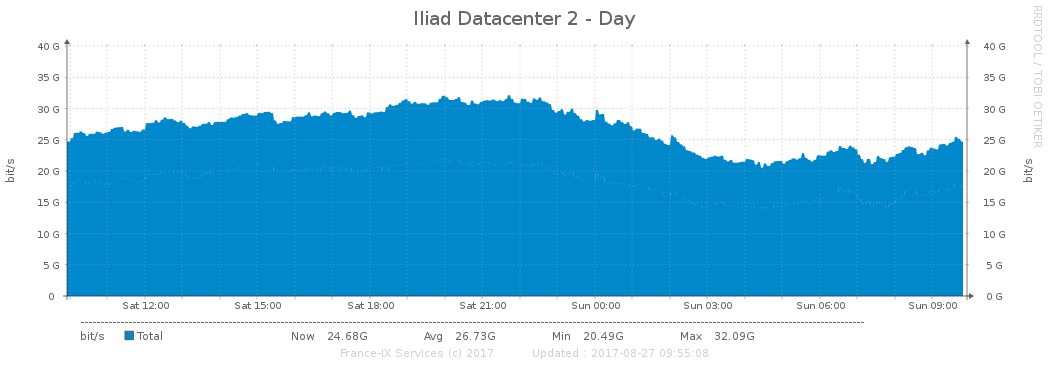 Iliad Datacenter 2 - Day
RRDTOOL / TOBI OETIKER
40 G 40 G
35 G 35 G
30 G 30 G
25 G 25 G
20 G 20 G
15 G 15 G
10 G 10 G
5 G 5 G
0 0 G
bit/s bit/s
Sat 12:00 Sat 15:00 Sat 18:00 Sat 21:00 Sun 00:00 Sun 03:00 Sun 06:00 Sun 09:00
bit/s Total Now 24.68G Avg 26.73G Min 20.49G Max 32.09G
France-IX Services (c) 2017 Updated : 2017-08-27 09:55:08